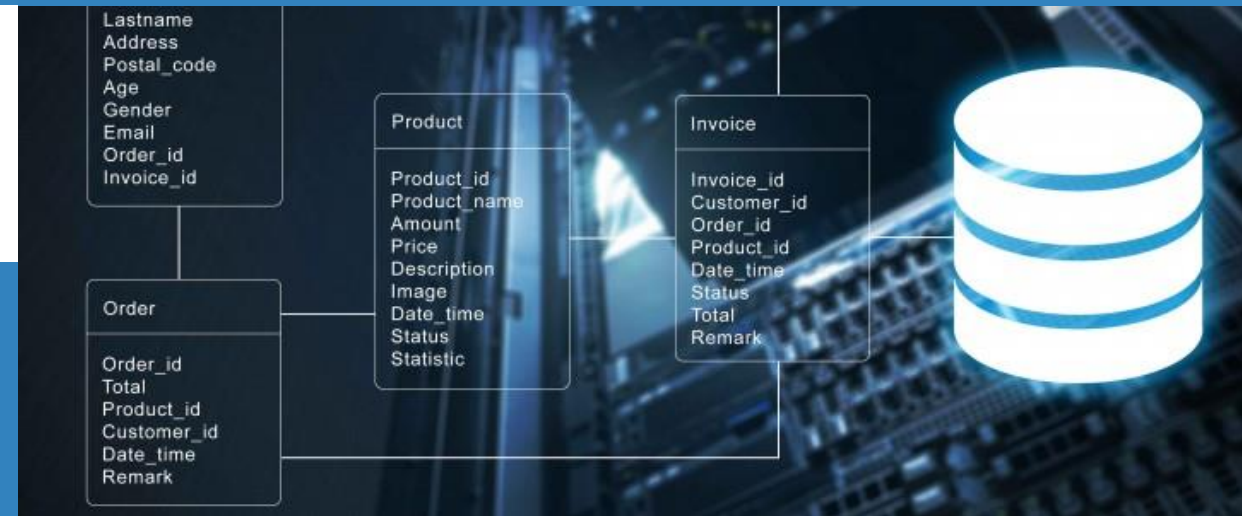 Lastname
Address
Postal_code
Age
Gender
Email
Order_id
Invoice_id
Order
Order_id
Total
Product_id
Customer_id
Date_time
Remark
Product
Product_id
Product_name
Amount
Price
Description
Image
Date_time
Status
Statistic
Invoice
Invoice_id
Customer_id
Order_id
Product_id
Date_time
Status
Total
Remark